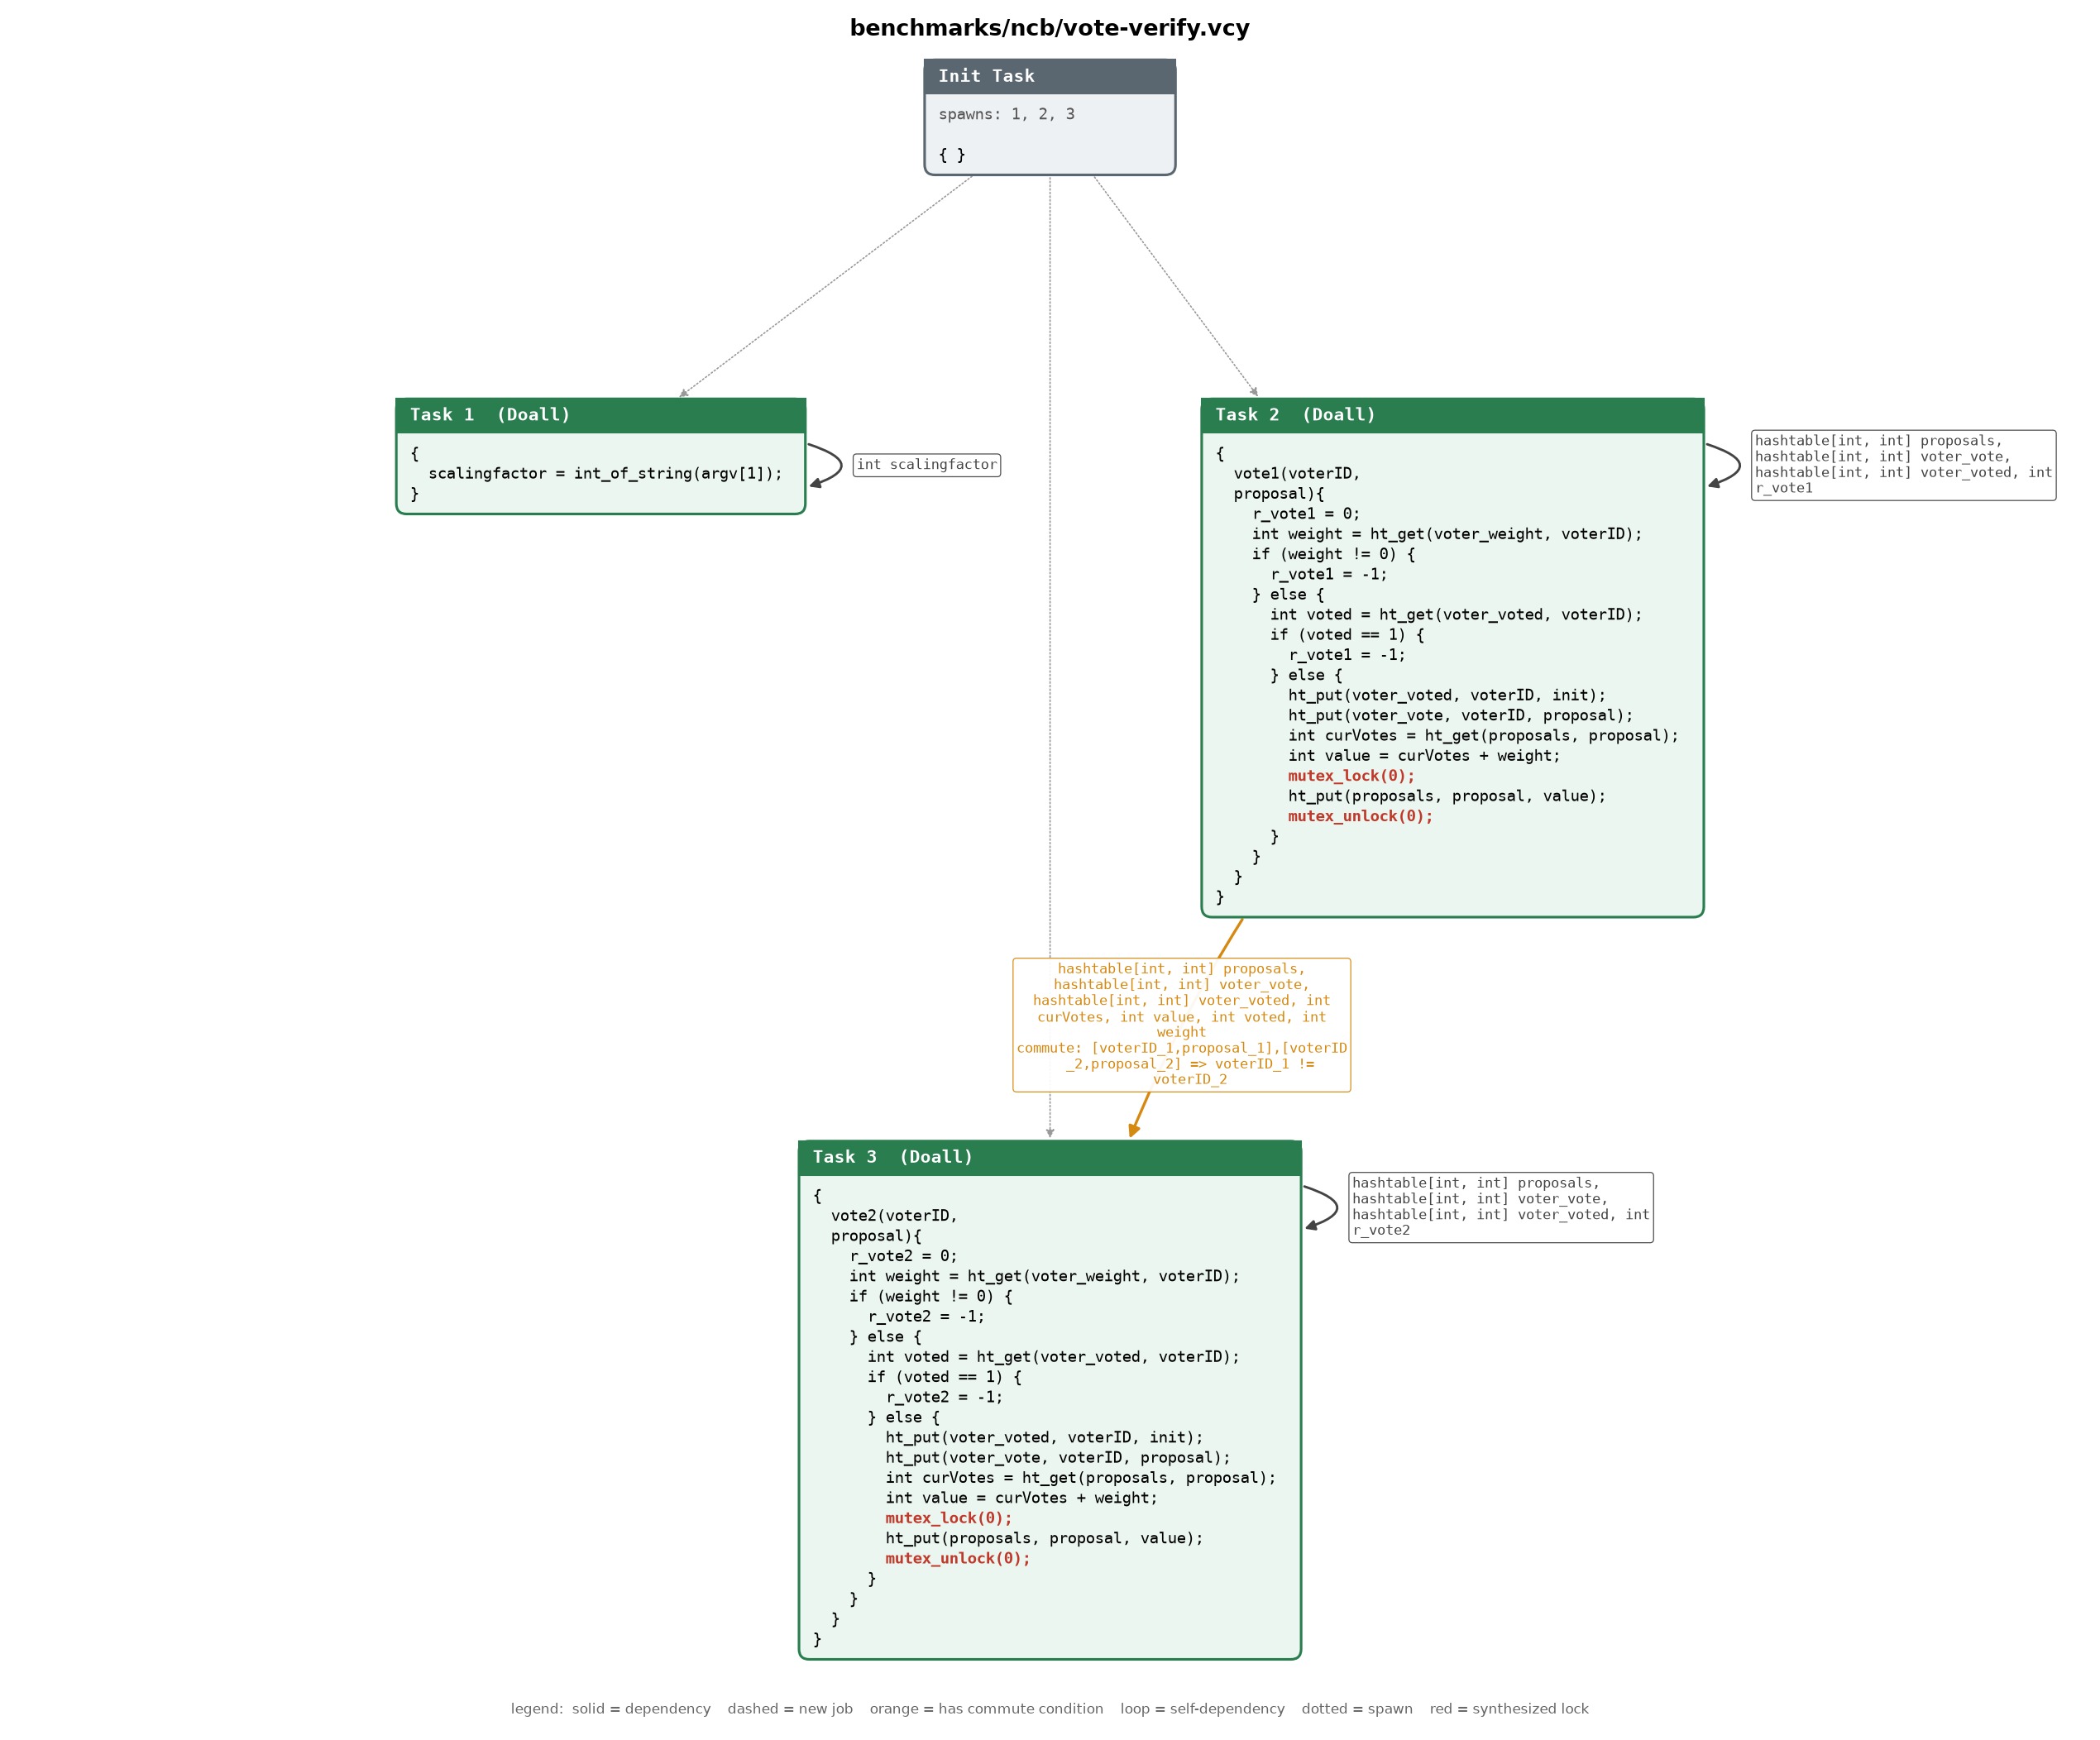 benchmarks/ncb/vote-verify.vcy
Init Task
spawns: 1, 2, 3
{ }
Task 1  (Doall)
{
  scalingfactor = int_of_string(argv[1]);
}
int scalingfactor
Task 2  (Doall)
{
  vote1(voterID,
  proposal){
    r_vote1 = 0;
    int weight = ht_get(voter_weight, voterID);
    if (weight != 0) {
      r_vote1 = -1;
    } else {
      int voted = ht_get(voter_voted, voterID);
      if (voted == 1) {
        r_vote1 = -1;
      } else {
        ht_put(voter_voted, voterID, init);
        ht_put(voter_vote, voterID, proposal);
        int curVotes = ht_get(proposals, proposal);
        int value = curVotes + weight;
        mutex_lock(0);
        ht_put(proposals, proposal, value);
        mutex_unlock(0);
      }
    }
  }
}
hashtable[int, int] proposals,
hashtable[int, int] voter_vote,
hashtable[int, int] voter_voted, int
r_vote1
hashtable[int, int] proposals,
hashtable[int, int] voter_vote,
hashtable[int, int] voter_voted, int
curVotes, int value, int voted, int
weight
commute: [voterID_1,proposal_1],[voterID
_2,proposal_2] => voterID_1 !=
voterID_2
Task 3  (Doall)
{
  vote2(voterID,
  proposal){
    r_vote2 = 0;
    int weight = ht_get(voter_weight, voterID);
    if (weight != 0) {
      r_vote2 = -1;
    } else {
      int voted = ht_get(voter_voted, voterID);
      if (voted == 1) {
        r_vote2 = -1;
      } else {
        ht_put(voter_voted, voterID, init);
        ht_put(voter_vote, voterID, proposal);
        int curVotes = ht_get(proposals, proposal);
        int value = curVotes + weight;
        mutex_lock(0);
        ht_put(proposals, proposal, value);
        mutex_unlock(0);
      }
    }
  }
}
hashtable[int, int] proposals,
hashtable[int, int] voter_vote,
hashtable[int, int] voter_voted, int
r_vote2
legend:  solid = dependency    dashed = new job    orange = has commute condition    loop = self-dependency    dotted = spawn    red = synthesized lock